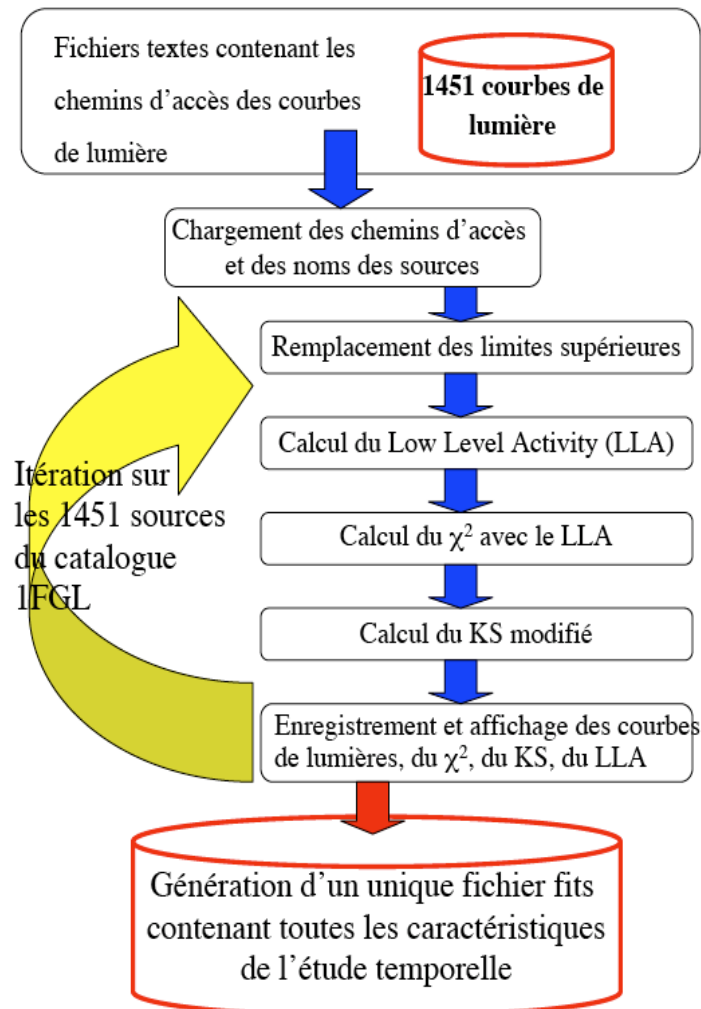 Fichiers textes contenant les
chemins d'accès des courbes
de lumière
1451 courbes de
lumière
Chargement des chemins d'accès
et des noms des sources
Remplacement des limites supérieures
Calcul du Low Level Activity (LLA)
Calcul du χ² avec le LLA
Calcul du KS modifié
Enregistrement et affichage des courbes
de lumières, du χ², du KS, du LLA
Itération sur
les 1451 sources
du catalogue
1FGL
Génération d'un unique fichier fits
contenant toutes les caractéristiques
de l'étude temporelle